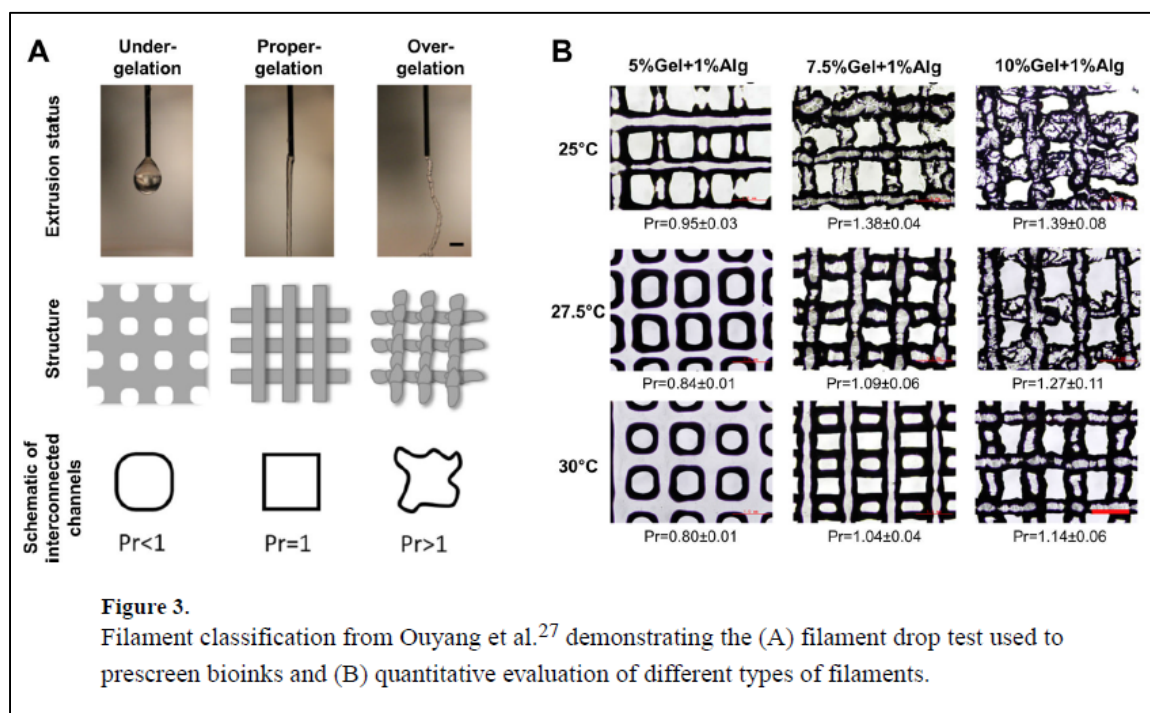 A
Under-
gelation
Proper-
gelation
Over-
gelation
Extrusion status
Structure
Schematic of
interconnected
channels
Pr<1
Pr=1
Pr>1
B
5%Gel+1%Alg
7.5%Gel+1%Alg
10%Gel+1%Alg
25°C
Pr=0.95±0.03
Pr=1.38±0.04
Pr=1.39±0.08
27.5°C
Pr=0.84±0.01
Pr=1.09±0.06
Pr=1.27±0.11
30°C
Pr=0.80±0.01
Pr=1.04±0.04
Pr=1.14±0.06
Figure 3.
Filament classification from Ouyang et al.27 demonstrating the (A) filament drop test used to
prescreen bioinks and (B) quantitative evaluation of different types of filaments.